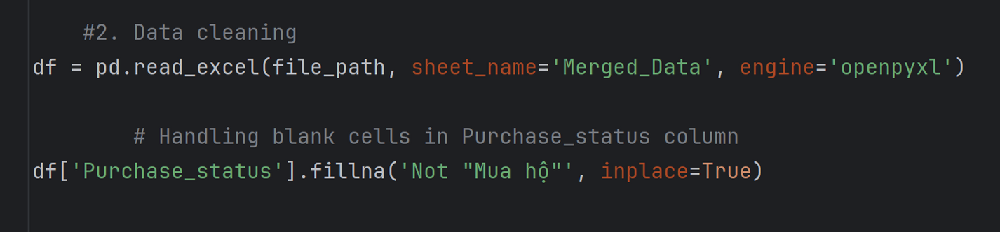 #2. Data cleaning
df = pd.read_excel(file_path, sheet_name='Merged_Data', engine='openpyxl')
# Handling blank cells in Purchase_status column
df['Purchase_status'].fillna('Not "Mua hộ"', inplace=True)